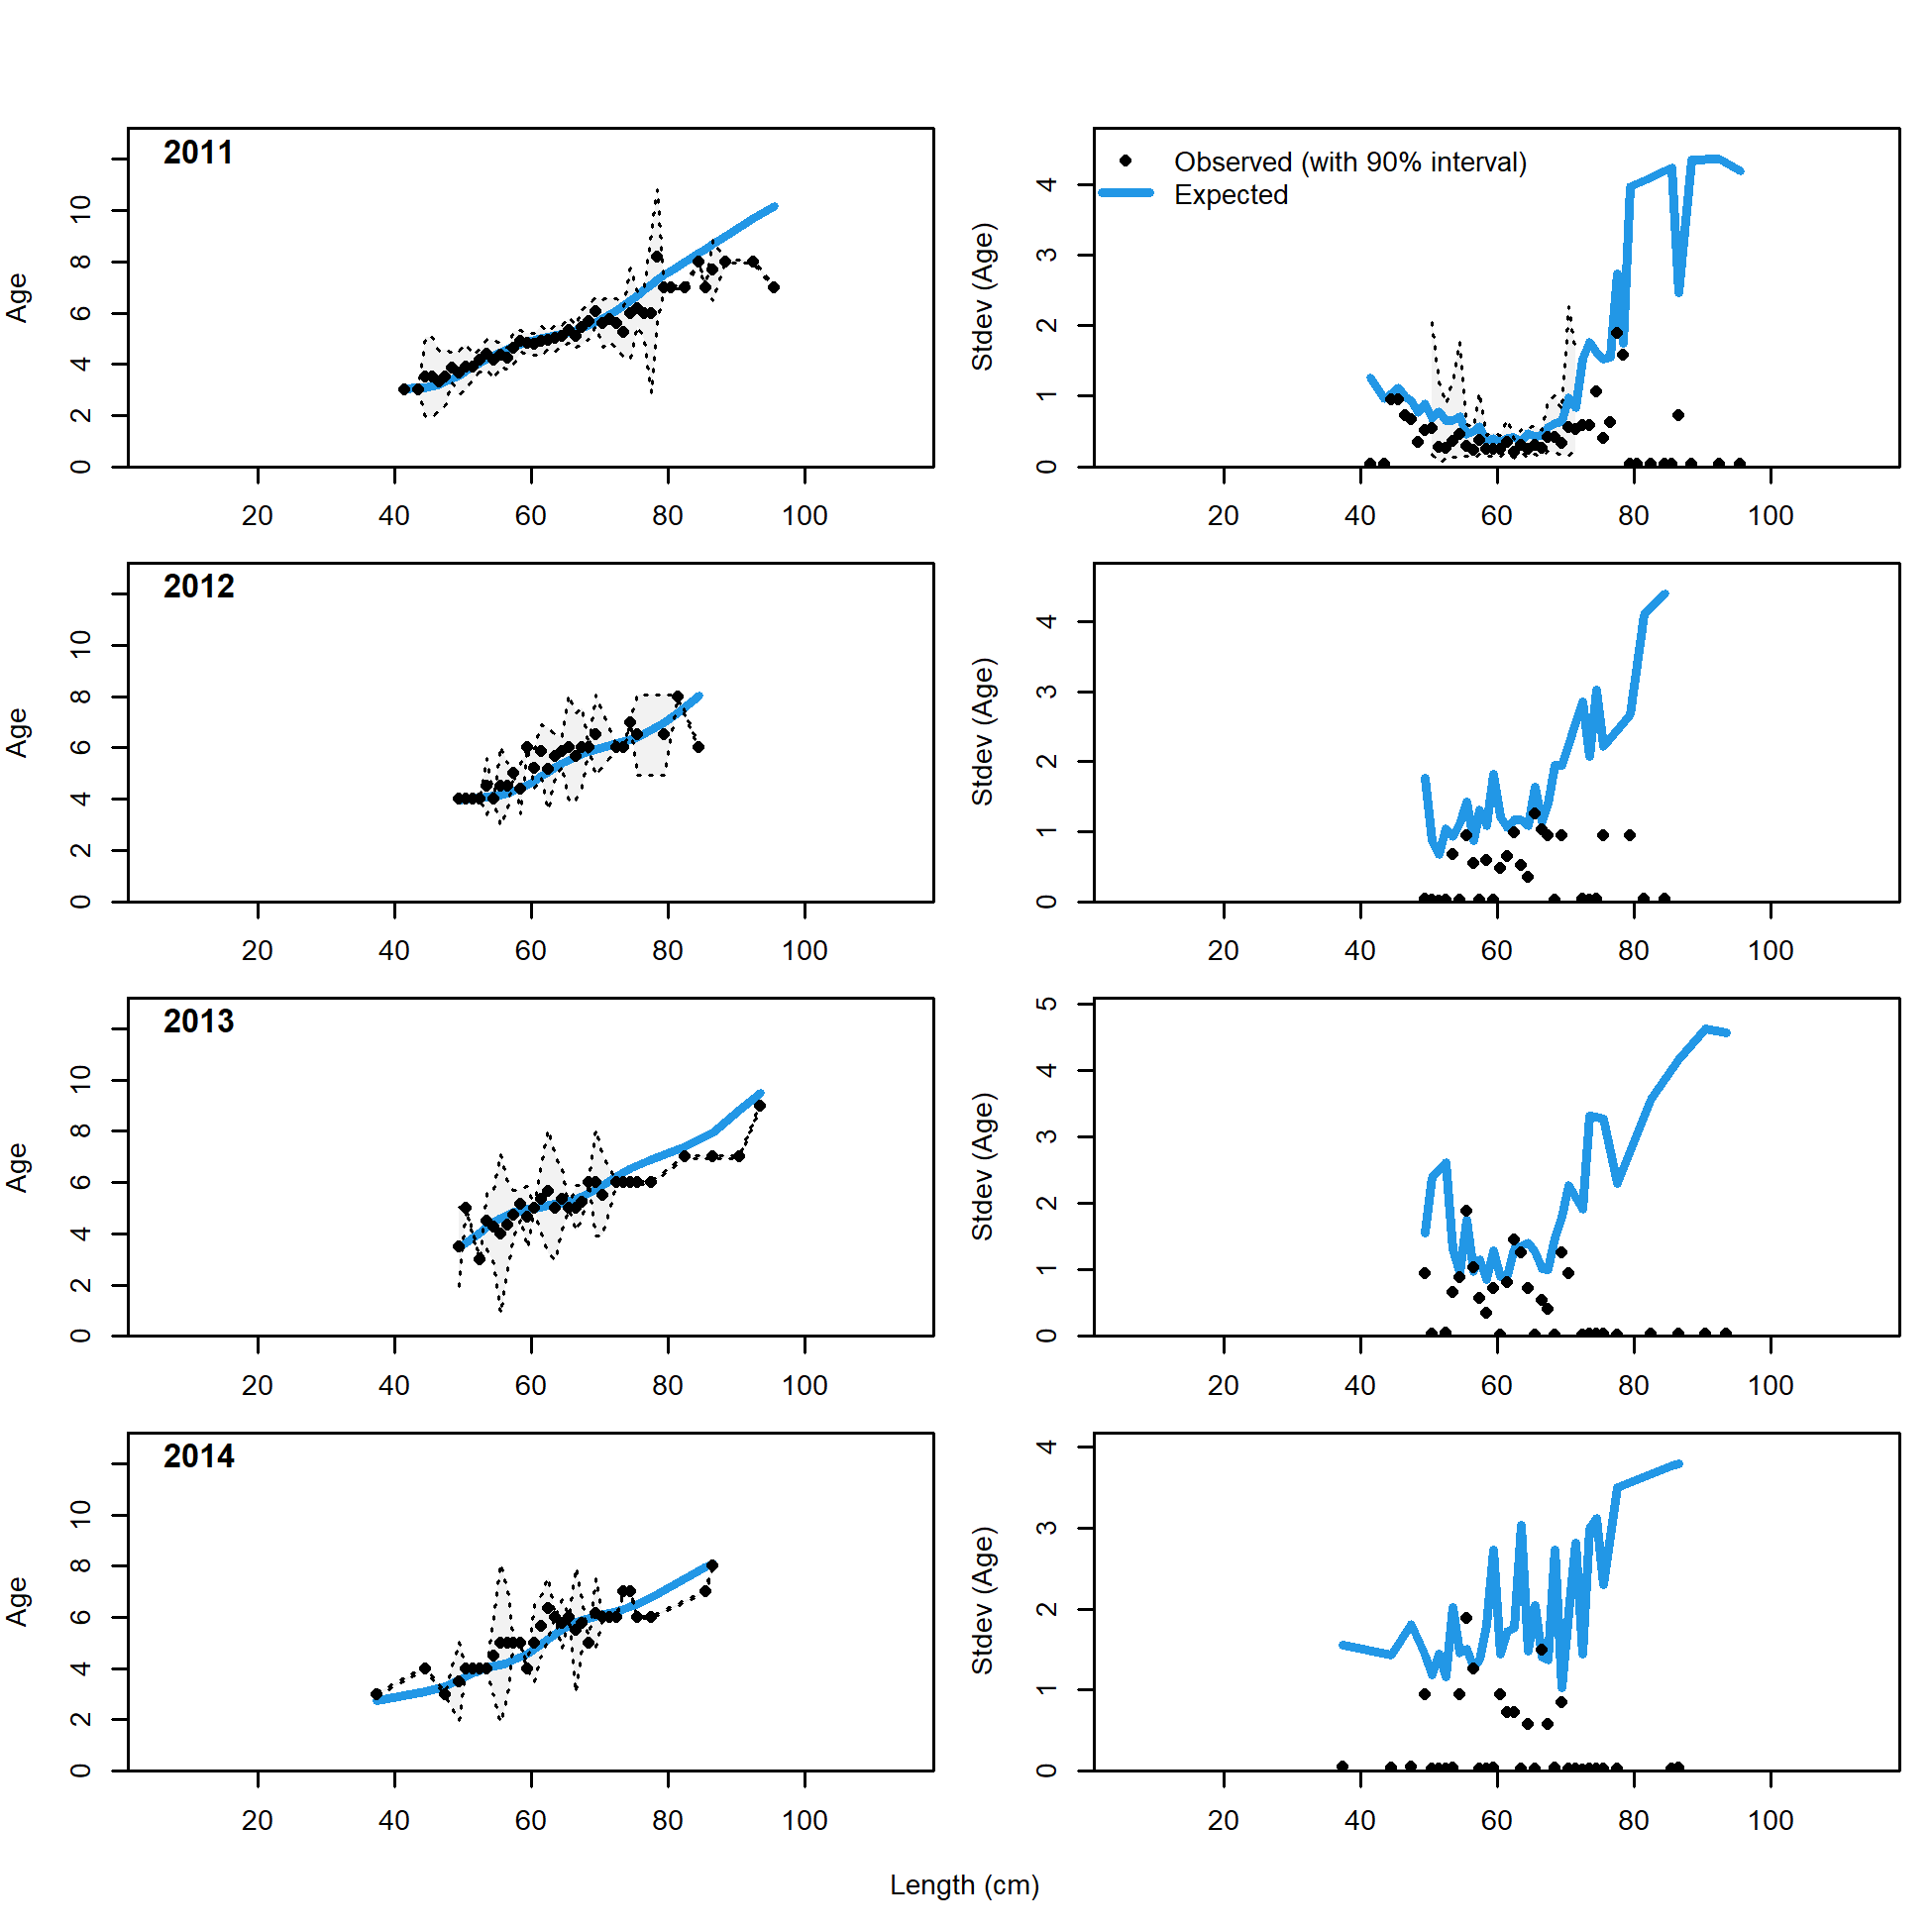 2011
Age
0 2 4 6 8 10
20 40 60 80 100
Observed (with 90% interval)
Expected
Stdev (Age)
0 1 2 3 4
20 40 60 80 100
2012
Age
0 2 4 6 8 10
20 40 60 80 100
Stdev (Age)
0 1 2 3 4
20 40 60 80 100
2013
Age
0 2 4 6 8 10
20 40 60 80 100
Stdev (Age)
0 1 2 3 4 5
20 40 60 80 100
2014
Age
0 2 4 6 8 10
20 40 60 80 100
Stdev (Age)
0 1 2 3 4
20 40 60 80 100
Length (cm)